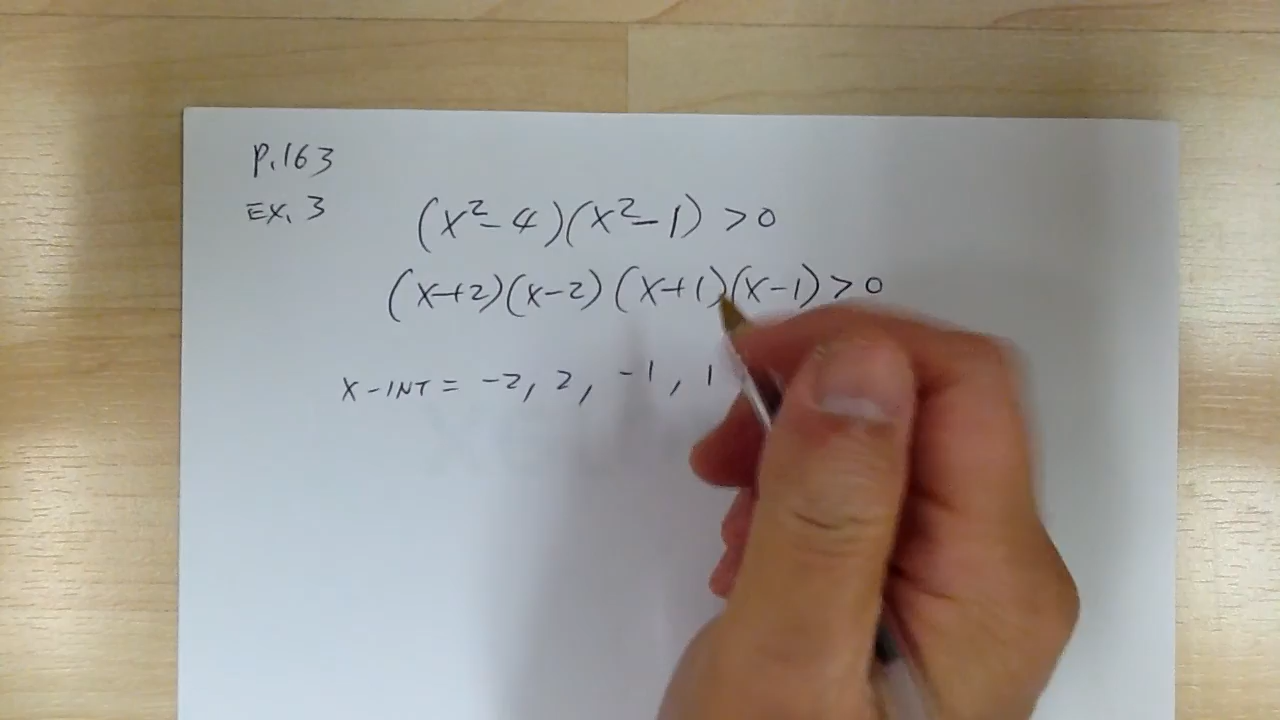 P.163
EX. 3
(x²-4)(x²-1) >0
(x+2)(x-2) (x+1)(x-1) >0
X-INT = -2, 2, -1, 1